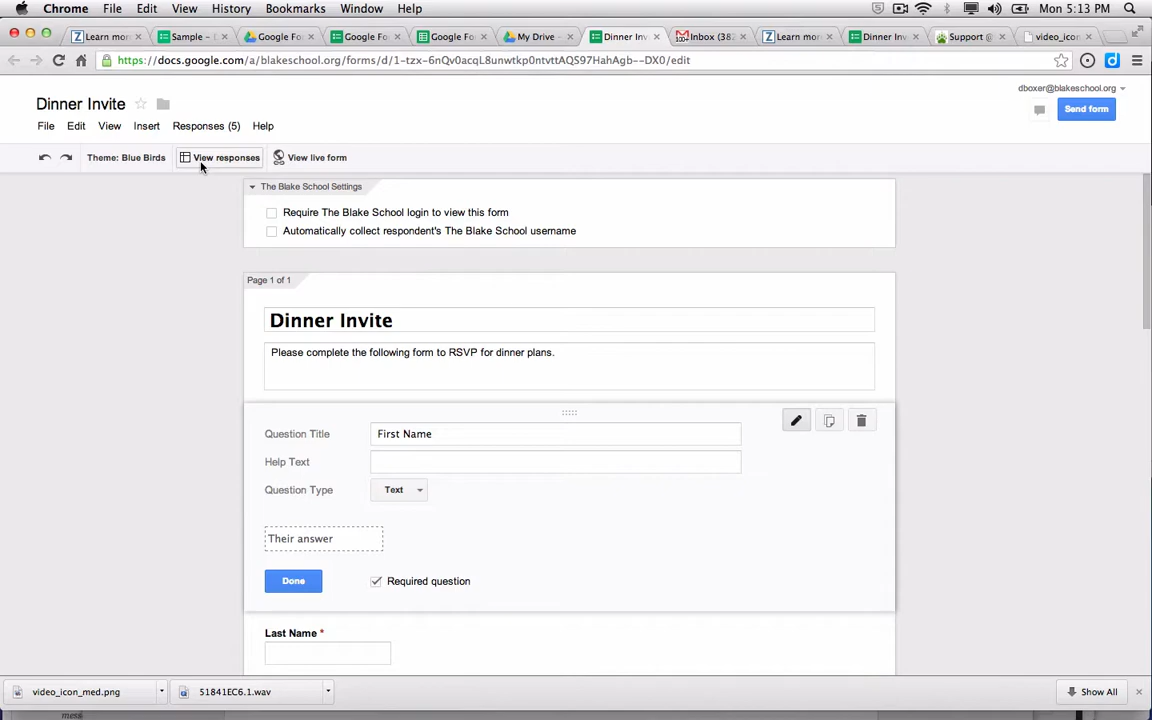 Chrome File Edit View History Bookmarks Window Help
5 Mon 5:13 PM
Learn mor
Sample –
Google Fo
Google For
Google Fo
My Drive –
Dinner Inv
Inbox (382
Learn mor
Dinner Inv
Support @
video_icon
https://docs.google.com/a/blakeschool.org/forms/d/1-tzx-6nQv0acqL8unwtkp0ntvttAQS97HahAgb--DX0/edit
Dinner Invite
dboxer@blakeschool.org
Send form
File Edit View Insert Responses (5) Help
Theme: Blue Birds View responses View live form
The Blake School Settings
Require The Blake School login to view this form
Automatically collect respondent's The Blake School username
Page 1 of 1
Dinner Invite
Please complete the following form to RSVP for dinner plans.
Question Title First Name
Help Text
Question Type Text
Their answer
Done Required question
Last Name *
video_icon_med.png 51841EC6.1.wav Show All
mess